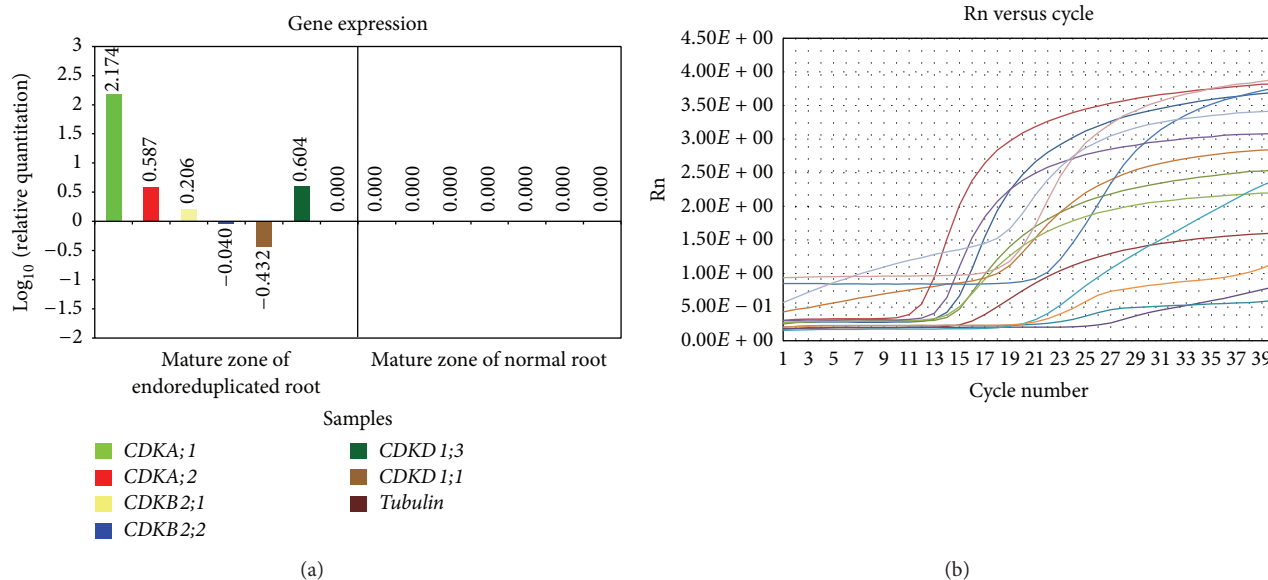 Gene expression
Log10 (relative quantitation)
3
2.5
2
1.5
1
0.5
0
−0.5
−1
−1.5
−2
2.174
0.587
0.206
−0.040
−0.432
0.604
0.000
0.000
0.000
0.000
0.000
0.000
0.000
0.000
Mature zone of
endoreduplicated root
Mature zone of normal root
Samples
CDKA;1
CDKA;2
CDKB2;1
CDKB2;2
CDKD1;3
CDKD1;1
Tubulin
(a)
Rn versus cycle
Rn
4.50E + 00
4.00E + 00
3.50E + 00
3.00E + 00
2.50E + 00
2.00E + 00
1.50E + 00
1.00E + 00
5.00E − 01
0.00E + 00
1 3 5 7 9 11 13 15 17 19 21 23 25 27 29 31 33 35 37 39
Cycle number
(b)